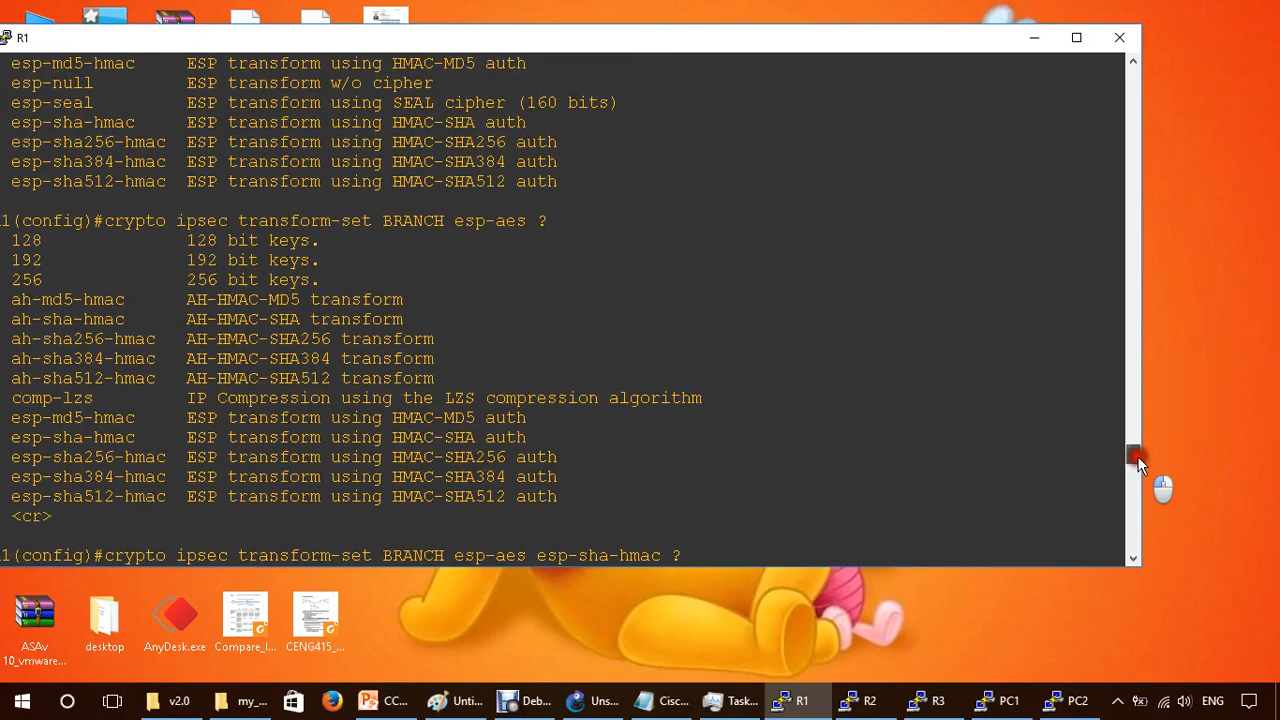 R1
esp-md5-hmac ESP transform using HMAC-MD5 auth
esp-null ESP transform w/o cipher
esp-seal ESP transform using SEAL cipher (160 bits)
esp-sha-hmac ESP transform using HMAC-SHA auth
esp-sha256-hmac ESP transform using HMAC-SHA256 auth
esp-sha384-hmac ESP transform using HMAC-SHA384 auth
esp-sha512-hmac ESP transform using HMAC-SHA512 auth
1(config)#crypto ipsec transform-set BRANCH esp-aes ?
128 128 bit keys.
192 192 bit keys.
256 256 bit keys.
ah-md5-hmac AH-HMAC-MD5 transform
ah-sha-hmac AH-HMAC-SHA transform
ah-sha256-hmac AH-HMAC-SHA256 transform
ah-sha384-hmac AH-HMAC-SHA384 transform
ah-sha512-hmac AH-HMAC-SHA512 transform
comp-lzs IP Compression using the LZS compression algorithm
esp-md5-hmac ESP transform using HMAC-MD5 auth
esp-sha-hmac ESP transform using HMAC-SHA auth
esp-sha256-hmac ESP transform using HMAC-SHA256 auth
esp-sha384-hmac ESP transform using HMAC-SHA384 auth
esp-sha512-hmac ESP transform using HMAC-SHA512 auth
<cr>
1(config)#crypto ipsec transform-set BRANCH esp-aes esp-sha-hmac ?
ASAv desktop AnyDesk.exe Compare_I... CENG415_...
10_vmware...
v2.0 my_... CC... Unti... Deb... Uns... Cisc... Task... R1 R2 R3 PC1 PC2 ENG